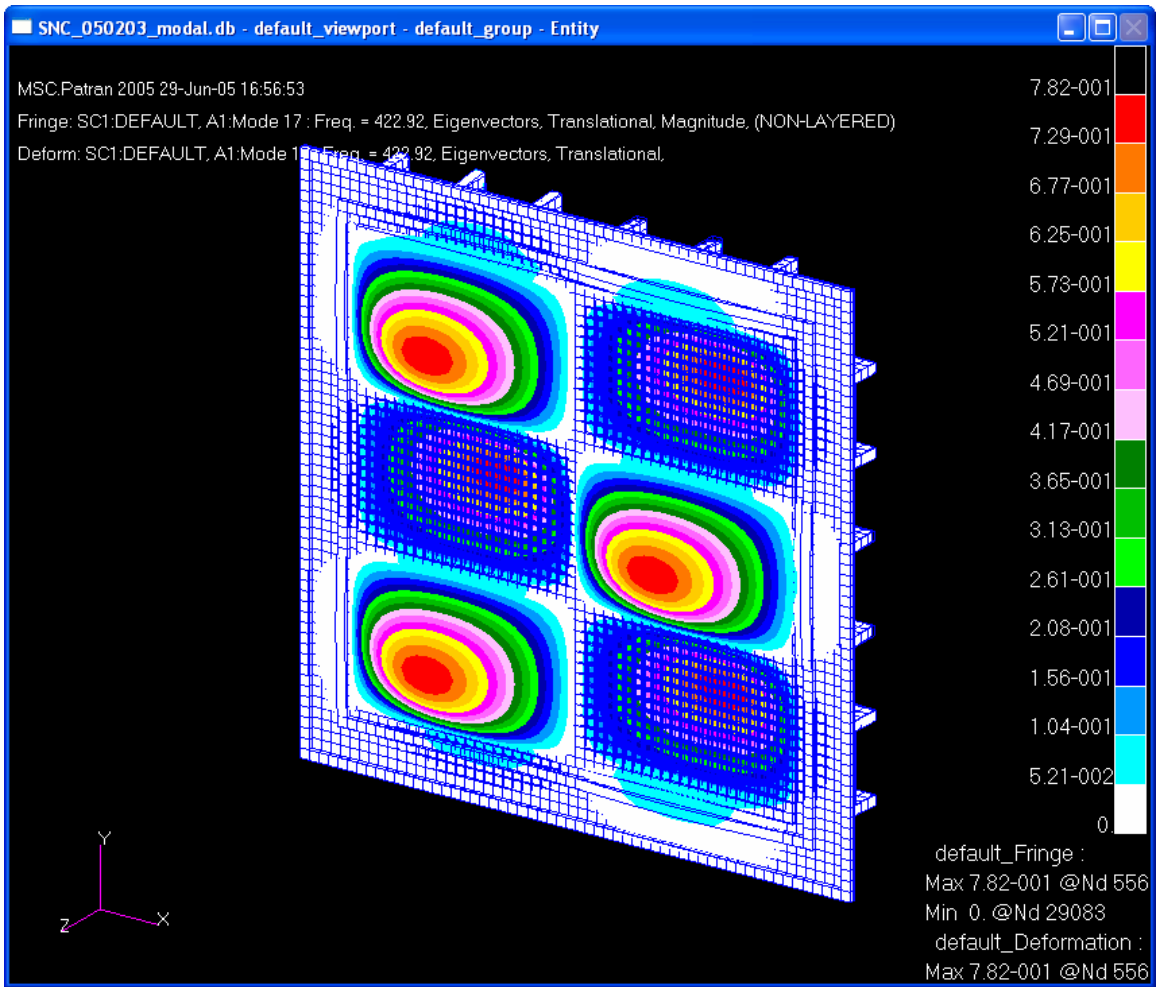 SNC_050203_modal.db - default_viewport - default_group - Entity
MSC.Patran 2005 29-Jun-05 16:56:53
Fringe: SC1:DEFAULT, A1:Mode 17 : Freq. = 422.92, Eigenvectors, Translational, Magnitude, (NON-LAYERED)
Deform: SC1:DEFAULT, A1:Mode 1 : Freq. = 422.92, Eigenvectors, Translational,
7.82-001
7.29-001
6.77-001
6.25-001
5.73-001
5.21-001
4.69-001
4.17-001
3.65-001
3.13-001
2.61-001
2.08-001
1.56-001
1.04-001
5.21-002
0.
default_Fringe :
Max 7.82-001 @Nd 556
Min 0. @Nd 29083
default_Deformation :
Max 7.82-001 @Nd 556
Y
Z
X